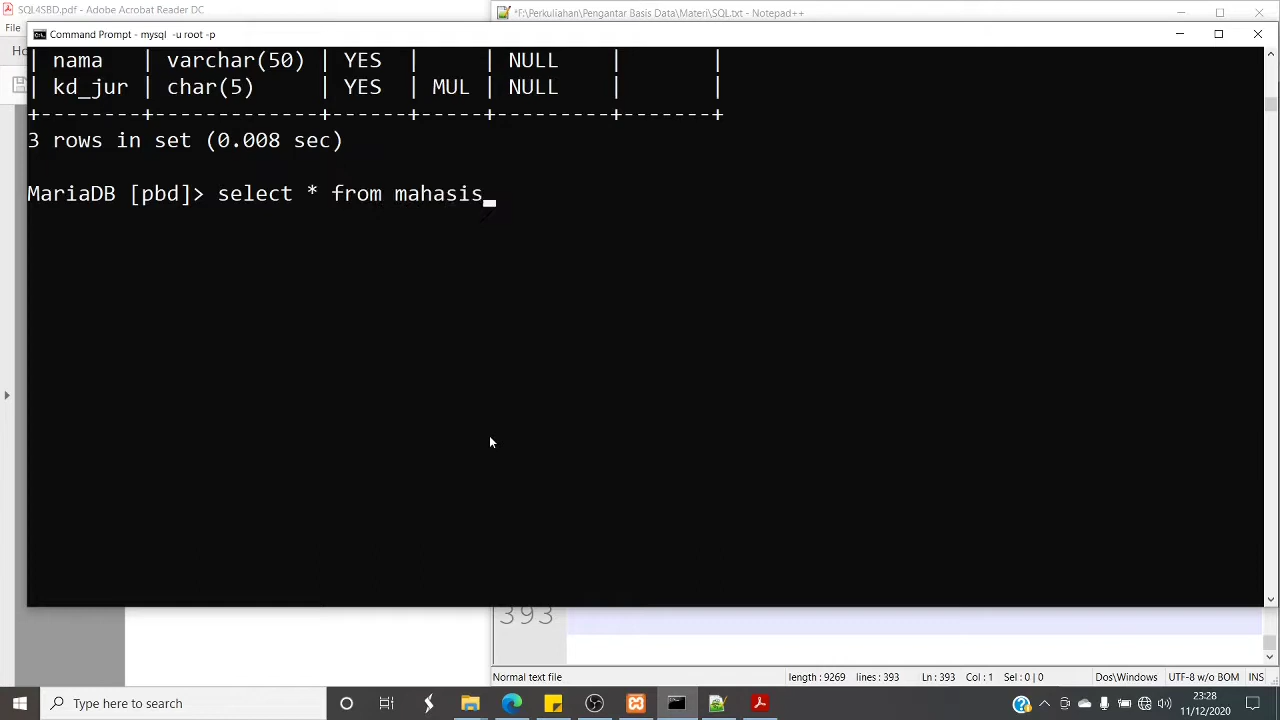 SQL4SBD.pdf - Adobe Acrobat Reader DC
*F:\Perkuliahan\Pengantar Basis Data\Materi\SQL.txt - Notepad++
File
Command Prompt - mysql -u root -p
Ho
| nama | varchar(50) | YES | | NULL | |
| kd_jur | char(5) | YES | MUL | NULL | |
+--------+-------------+------+-----+---------+-------+
3 rows in set (0.008 sec)
MariaDB [pbd]> select * from mahasis_
393
Normal text file length : 9269 lines : 393 Ln : 393 Col : 1 Sel : 0 | 0 Dos\Windows UTF-8 w/o BOM INS
Type here to search
23:28
11/12/2020